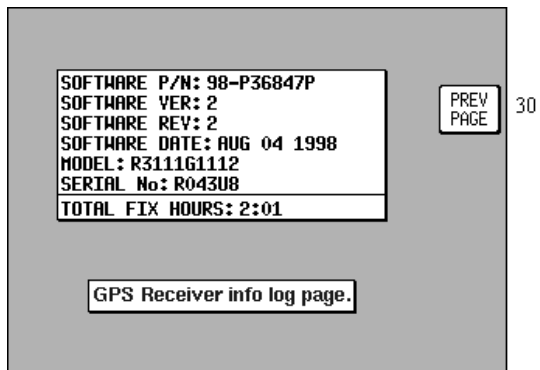 SOFTWARE P/N: 98-P36847P
SOFTWARE VER: 2
SOFTWARE REV: 2
SOFTWARE DATE: AUG 04 1998
MODEL: R3111G1112
SERIAL No: R043U8
TOTAL FIX HOURS: 2:01
PREV
PAGE
30
GPS Receiver info log page.